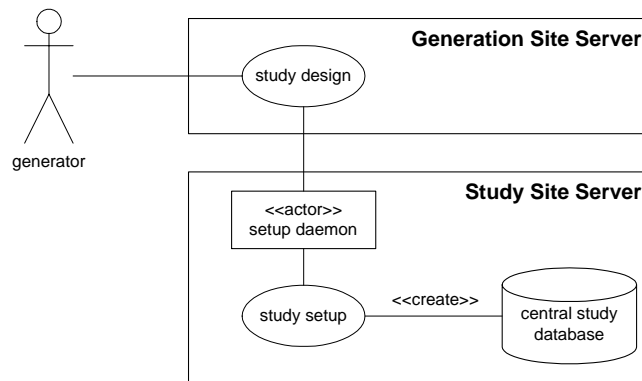 Generation Site Server
study design
generator
Study Site Server
<<actor>>
setup daemon
study setup
<<create>>
central study
database